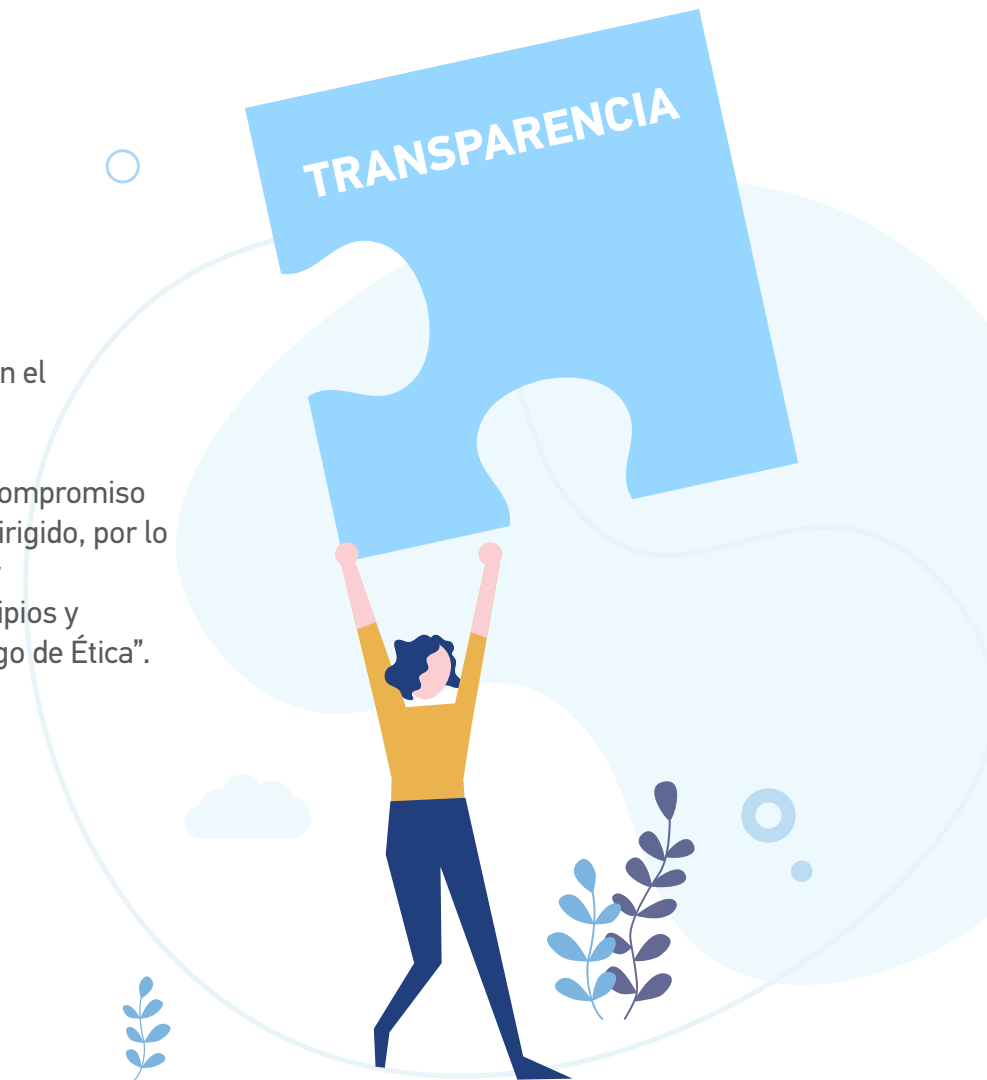 TRANSPARENCIA
n el
ompromiso
irigido, por lo
ipios y
go de Ética”.